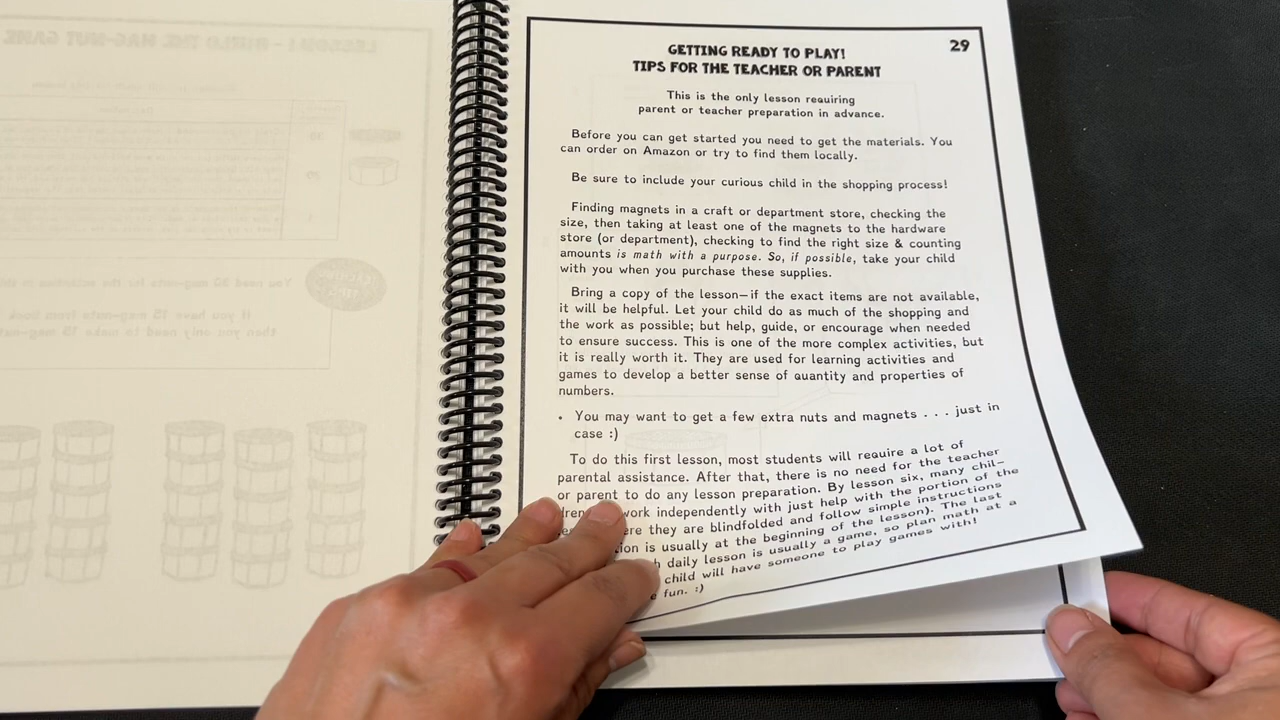 29
GETTING READY TO PLAY!
TIPS FOR THE TEACHER OR PARENT
This is the only lesson requiring
parent or teacher preparation in advance.
Before you can get started you need to get the materials. You
can order on Amazon or try to find them locally.
Be sure to include your curious child in the shopping process!
Finding magnets in a craft or department store, checking the
size, then taking at least one of the magnets to the hardware
store (or department), checking to find the right size & counting
amounts is math with a purpose. So, if possible, take your child
with you when you purchase these supplies.
Bring a copy of the lesson—if the exact items are not available,
it will be helpful. Let your child do as much of the shopping and
the work as possible; but help, guide, or encourage when needed
to ensure success. This is one of the more complex activities, but
it is really worth it. They are used for learning activities and
games to develop a better sense of quantity and properties of
numbers.
• You may want to get a few extra nuts and magnets . . . just in
case :)
To do this first lesson, most students will require a lot of
parental assistance. After that, there is no need for the teacher
or parent to do any lesson preparation. By lesson six, many chil-
work independently with just help with the portion of the
they are blindfolded and follow simple instructions
is usually at the beginning of the lesson). The last
daily lesson is usually a game, so plan math at a
child will have someone to play games with!
fun. :)